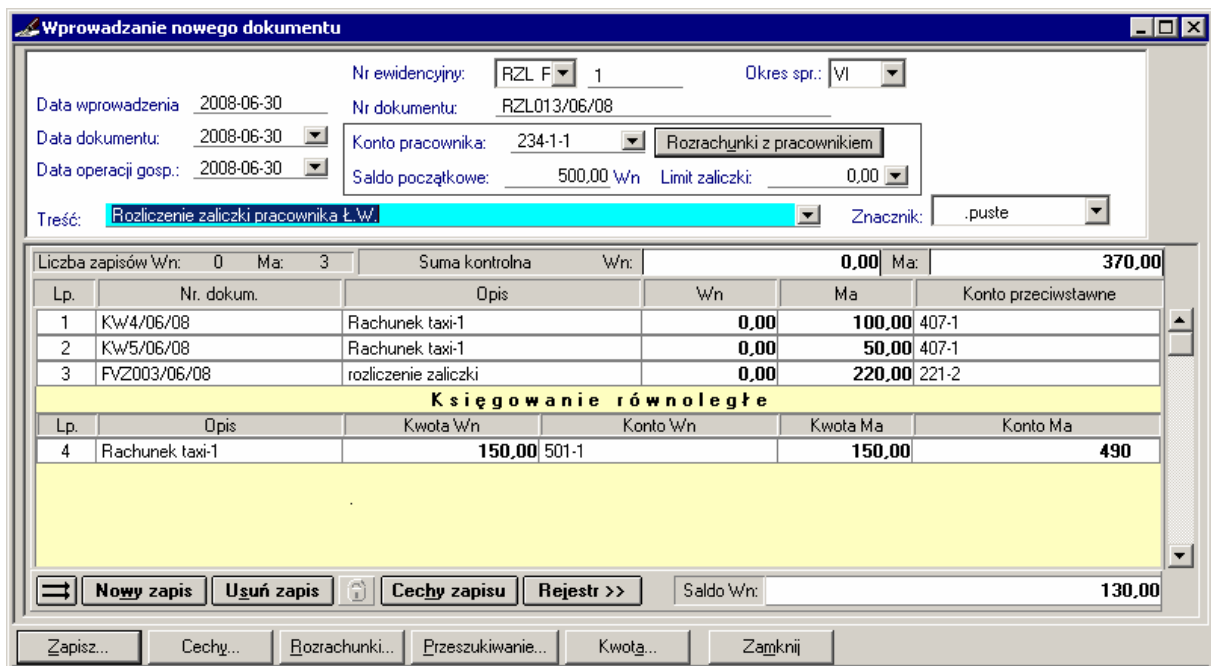 Wprowadzanie nowego dokumentu
Nr ewidencyjny: RZL F 1 Okres spr.: VI
Data wprowadzenia 2008-06-30 Nr dokumentu: RZL013/06/08
Data dokumentu: 2008-06-30 Konto pracownika: 234-1-1 Rozrachunki z pracownikiem
Data operacji gosp.: 2008-06-30 Saldo początkowe: 500,00 Wn Limit zaliczki: 0,00
Treść: Rozliczenie zaliczki pracownika Ł.W. Znacznik: .puste
Liczba zapisów Wn: 0 Ma: 3 Suma kontrolna Wn: 0,00 Ma: 370,00
Lp. Nr. dokum. Opis Wn Ma Konto przeciwstawne
1 KW4/06/08 Rachunek taxi-1 0,00 100,00 407-1
2 KW5/06/08 Rachunek taxi-1 0,00 50,00 407-1
3 FVZ003/06/08 rozliczenie zaliczki 0,00 220,00 221-2
Księgowanie równoległe
Lp. Opis Kwota Wn Konto Wn Kwota Ma Konto Ma
4 Rachunek taxi-1 150,00 501-1 150,00 490
Nowy zapis Usuń zapis Cechy zapisu Rejestr >> Saldo Wn: 130,00
Zapisz... Cechy... Rozrachunki... Przeszukiwanie... Kwota... Zamknij